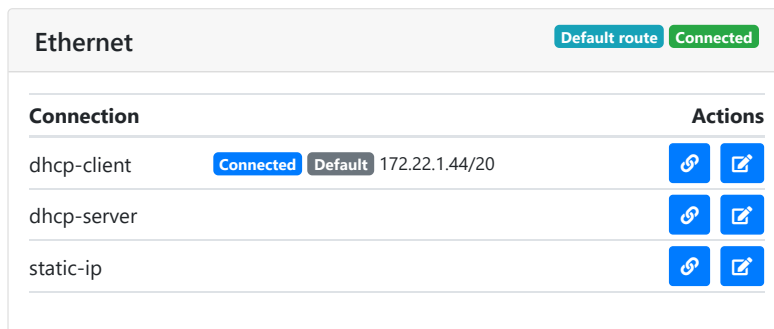 Ethernet Default route Connected
Connection Actions
dhcp-client Connected Default 172.22.1.44/20
dhcp-server
static-ip